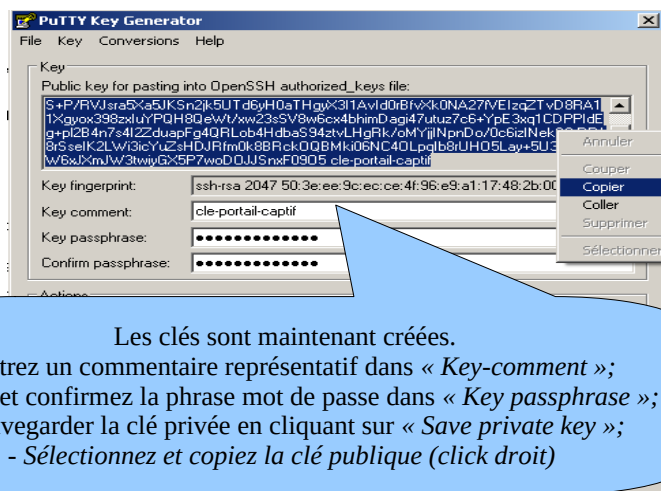 PuTTY Key Generator
File Key Conversions Help
Key
Public key for pasting into OpenSSH authorized_keys file:
cle-portail-captif
Annuler
Couper
Copier
Coller
Supprimer
Sélectionner
Key fingerprint: ssh-rsa 2047 50:3e:ee:9c:ec:ce:4f:96:e9:a1:17:48:2b:00
Key comment: cle-portail-captif
Key passphrase:
Confirm passphrase:
Actions
Les clés sont maintenant créées.
trez un commentaire représentatif dans « Key-comment »;
et confirmez la phrase mot de passe dans « Key passphrase »;
vegarder la clé privée en cliquant sur « Save private key »;
- Sélectionnez et copiez la clé publique (click droit)